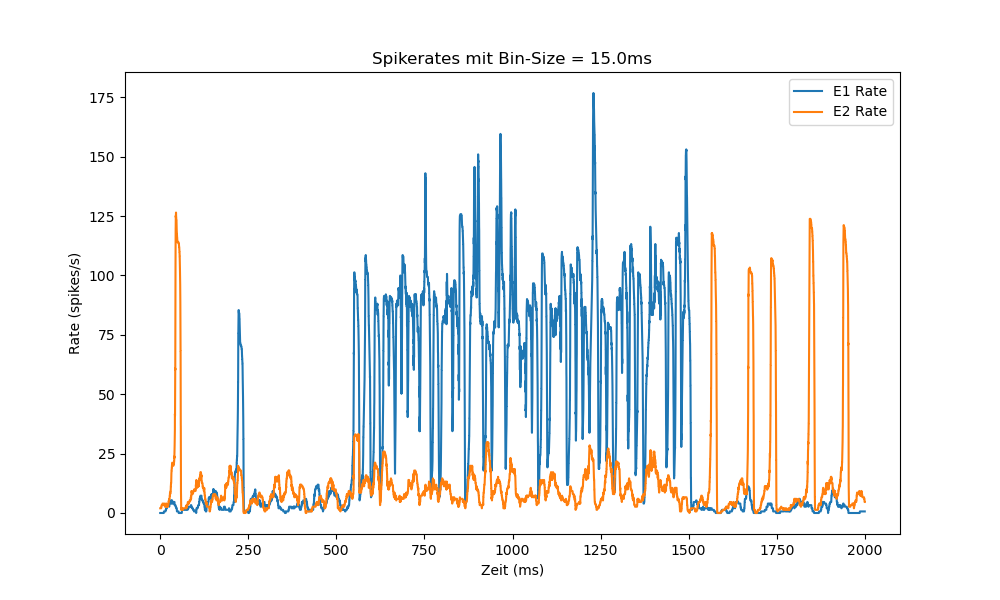 Spikerates mit Bin-Size = 15.0ms
E1 Rate
E2 Rate
Rate (spikes/s)
175
150
125
100
75
50
25
0
0 250 500 750 1000 1250 1500 1750 2000
Zeit (ms)